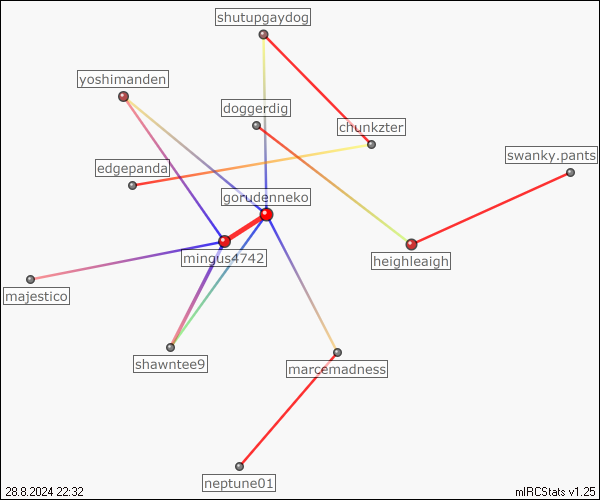 shutupgaydog
yoshimanden
doggerdig
chunkzter
swanky.pants
edgepanda
gorudenneko
mingus4742
heighleaigh
majestico
shawntee9
marcemadness
neptune01
28.8.2024 22:32
mIRCStats v1.25